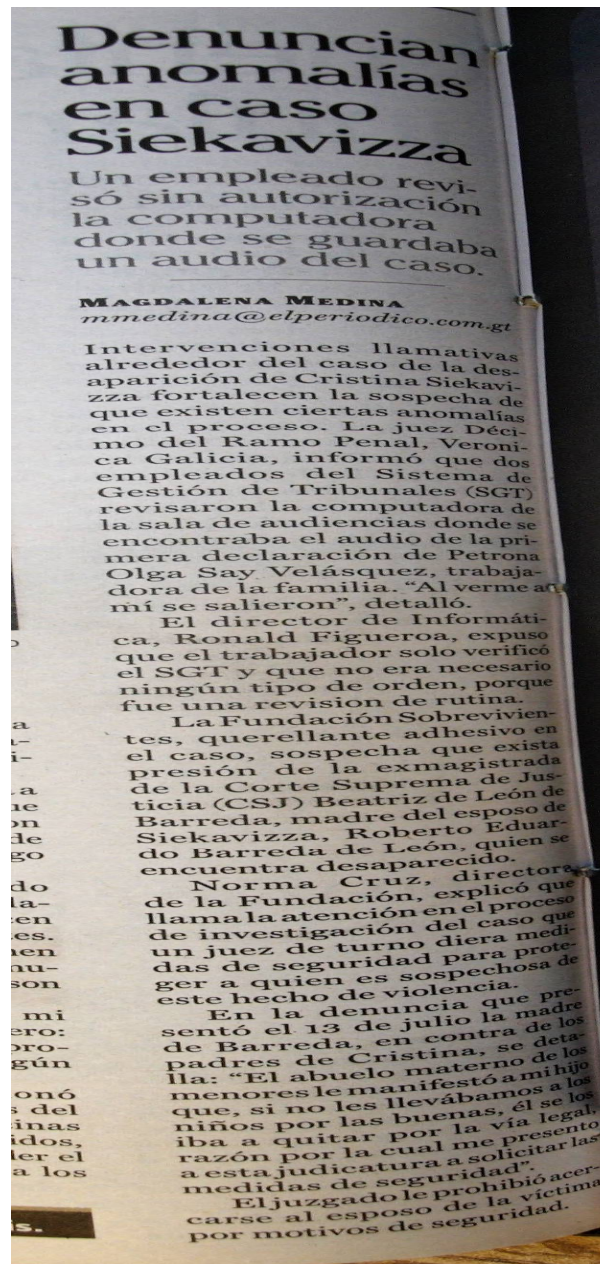 Denuncian
anomalías
en caso
Siekavizza
Un empleado revi-
só sin autorización
la computadora
donde se guardaba
un audio del caso.
MAGDALENA MEDINA
mmedina@elperiodico.com.gt
Intervenciones llamativas
alrededor del caso de la des-
aparición de Cristina Siekavi-
zza fortalecen la sospecha de
que existen ciertas anomalías
en el proceso. La juez Déci-
mo del Ramo Penal, Veroni-
ca Galicia, informó que dos
empleados del Sistema de
Gestión de Tribunales (SGT)
revisaron la computadora de
la sala de audiencias donde se
encontraba el audio de la pri-
mera declaración de Petrona
Olga Say Velásquez, trabaja-
dora de la familia. “Al verme a
mí se salieron”, detalló.
El director de Informáti-
ca, Ronald Figueroa, expuso
que el trabajador solo verificó
el SGT y que no era necesario
ningún tipo de orden, porque
fue una revision de rutina.
La Fundación Sobrevivien-
tes, querellante adhesivo en
el caso, sospecha que exista
presión de la exmagistrada
de la Corte Suprema de Jus-
ticia (CSJ) Beatriz de León de
Barreda, madre del esposo de
Siekavizza, Roberto Eduar-
do Barreda de León, quien se
encuentra desaparecido.
Norma Cruz, directora
de la Fundación, explicó que
llama la atención en el proceso
de investigación del caso que
un juez de turno diera medi-
das de seguridad para prote-
ger a quien es sospechosa de
este hecho de violencia.
En la denuncia que pre-
sentó el 13 de julio la madre
de Barreda, en contra de los
padres de Cristina, se deta-
lla: “El abuelo materno de los
menores le manifestó a mi hijo
que, si no les llevábamos a los
niños por las buenas, él se los
iba a quitar por la vía legal,
razón por la cual me presento
a esta judicatura a solicitar las
medidas de seguridad”.
El juzgado le prohibió acer-
carse al esposo de la víctima
por motivos de seguridad.